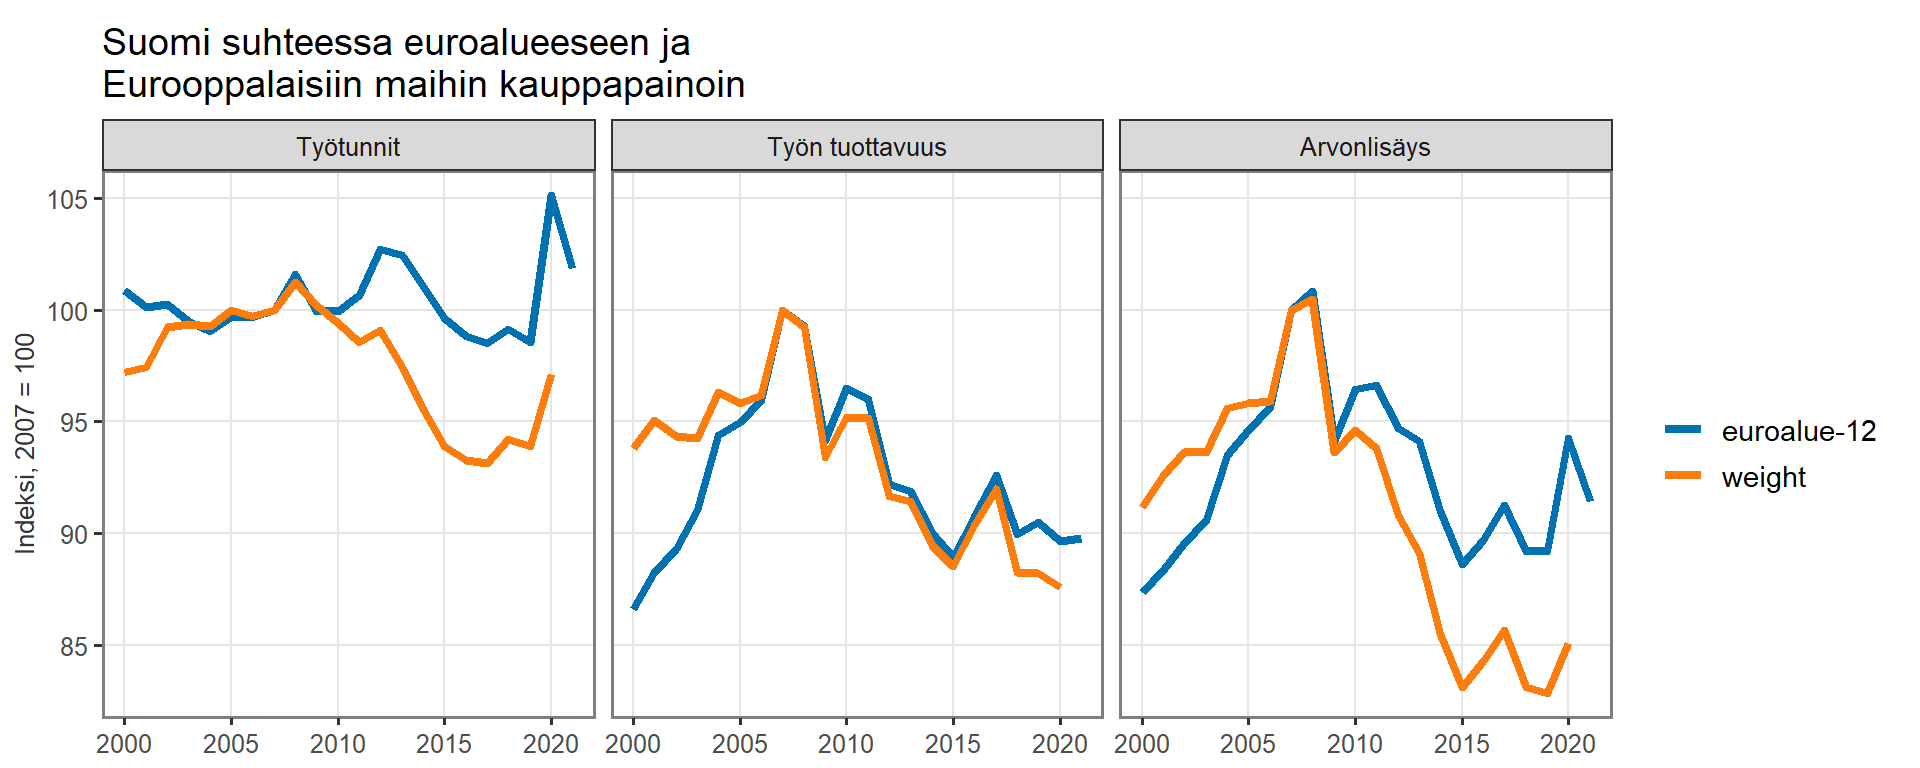 Suomi suhteessa euroalueeseen ja
Eurooppalaisiin maihin kauppapainoin
Työtunnit
Työn tuottavuus
Arvonlisäys
Indeksi, 2007 = 100
105
100
95
90
85
2000 2005 2010 2015 2020
2000 2005 2010 2015 2020
2000 2005 2010 2015 2020
euroalue-12
weight